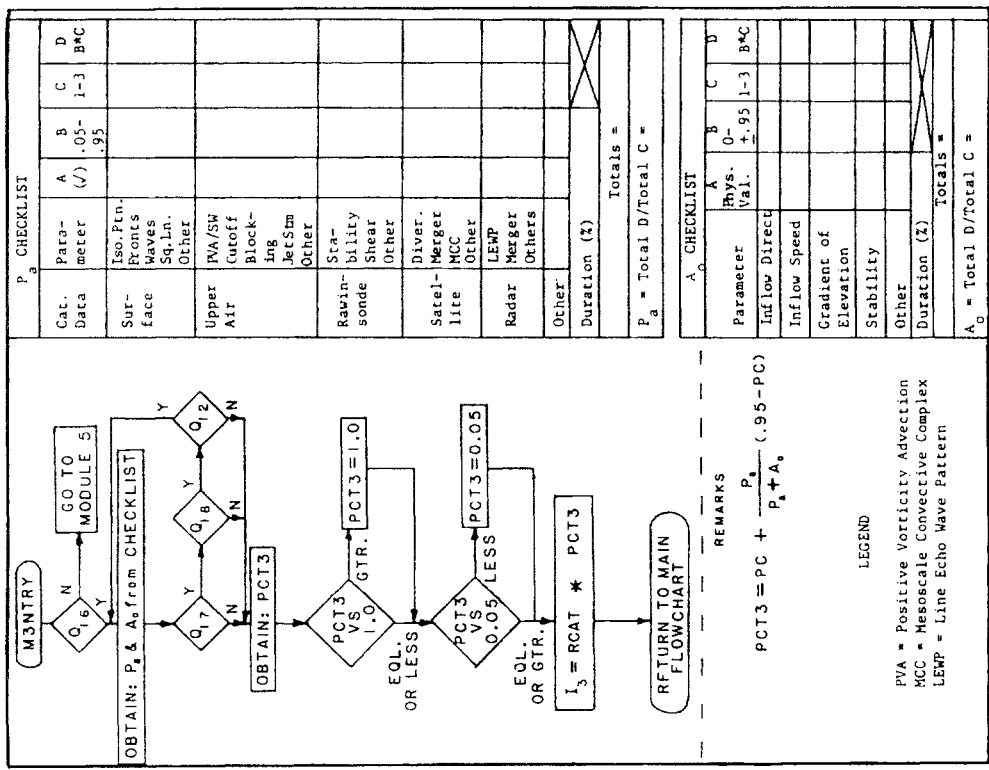 M3NTRY
Q16
N
GO TO
MODULE 5
Y
OBTAIN: Pa & Ao from CHECKLIST
Q17
Y
Q18
Y
Q12
Y
N
N
N
OBTAIN: PCT3
PCT3
VS
1.0
GTR.
PCT3=1.0
EQL.
OR LESS
PCT3
VS
0.05
LESS
PCT3=0.05
EQL.
OR GTR.
I3 = RCAT * PCT3
RFTURN TO MAIN
FLOWCHART
REMARKS
PCT3 = PC + Pa / (Pa + Ao) (.95-PC)
LEGEND
PVA = Positive Vorticity Advection
MCC = Mesoscale Convective Complex
LEWP = Line Echo Wave Pattern
Pa CHECKLIST
Cat. Data
Para-meter
A (√)
B .05-.95
C 1-3
D B*C
Sur-face
Iso.Ptn.
Fronts
Waves
Sq.Ln.
Other
Upper Air
PVA/SW
Cutoff
Block-
ing
JetStm
Other
Rawin-sonde
Sta-
bility
Shear
Other
Satel-lite
Diver.
Merger
MCC
Other
Radar
LEWP
Merger
Others
Other
Duration (%)
Totals =
Pa = Total D/Total C =
Ao CHECKLIST
Parameter
A Phys. Val.
B 0-±.95
C 1-3
D B*C
Inflow Direct
Inflow Speed
Gradient of
Elevation
Stability
Other
Duration (%)
Totals =
Ao = Total D/Total C =